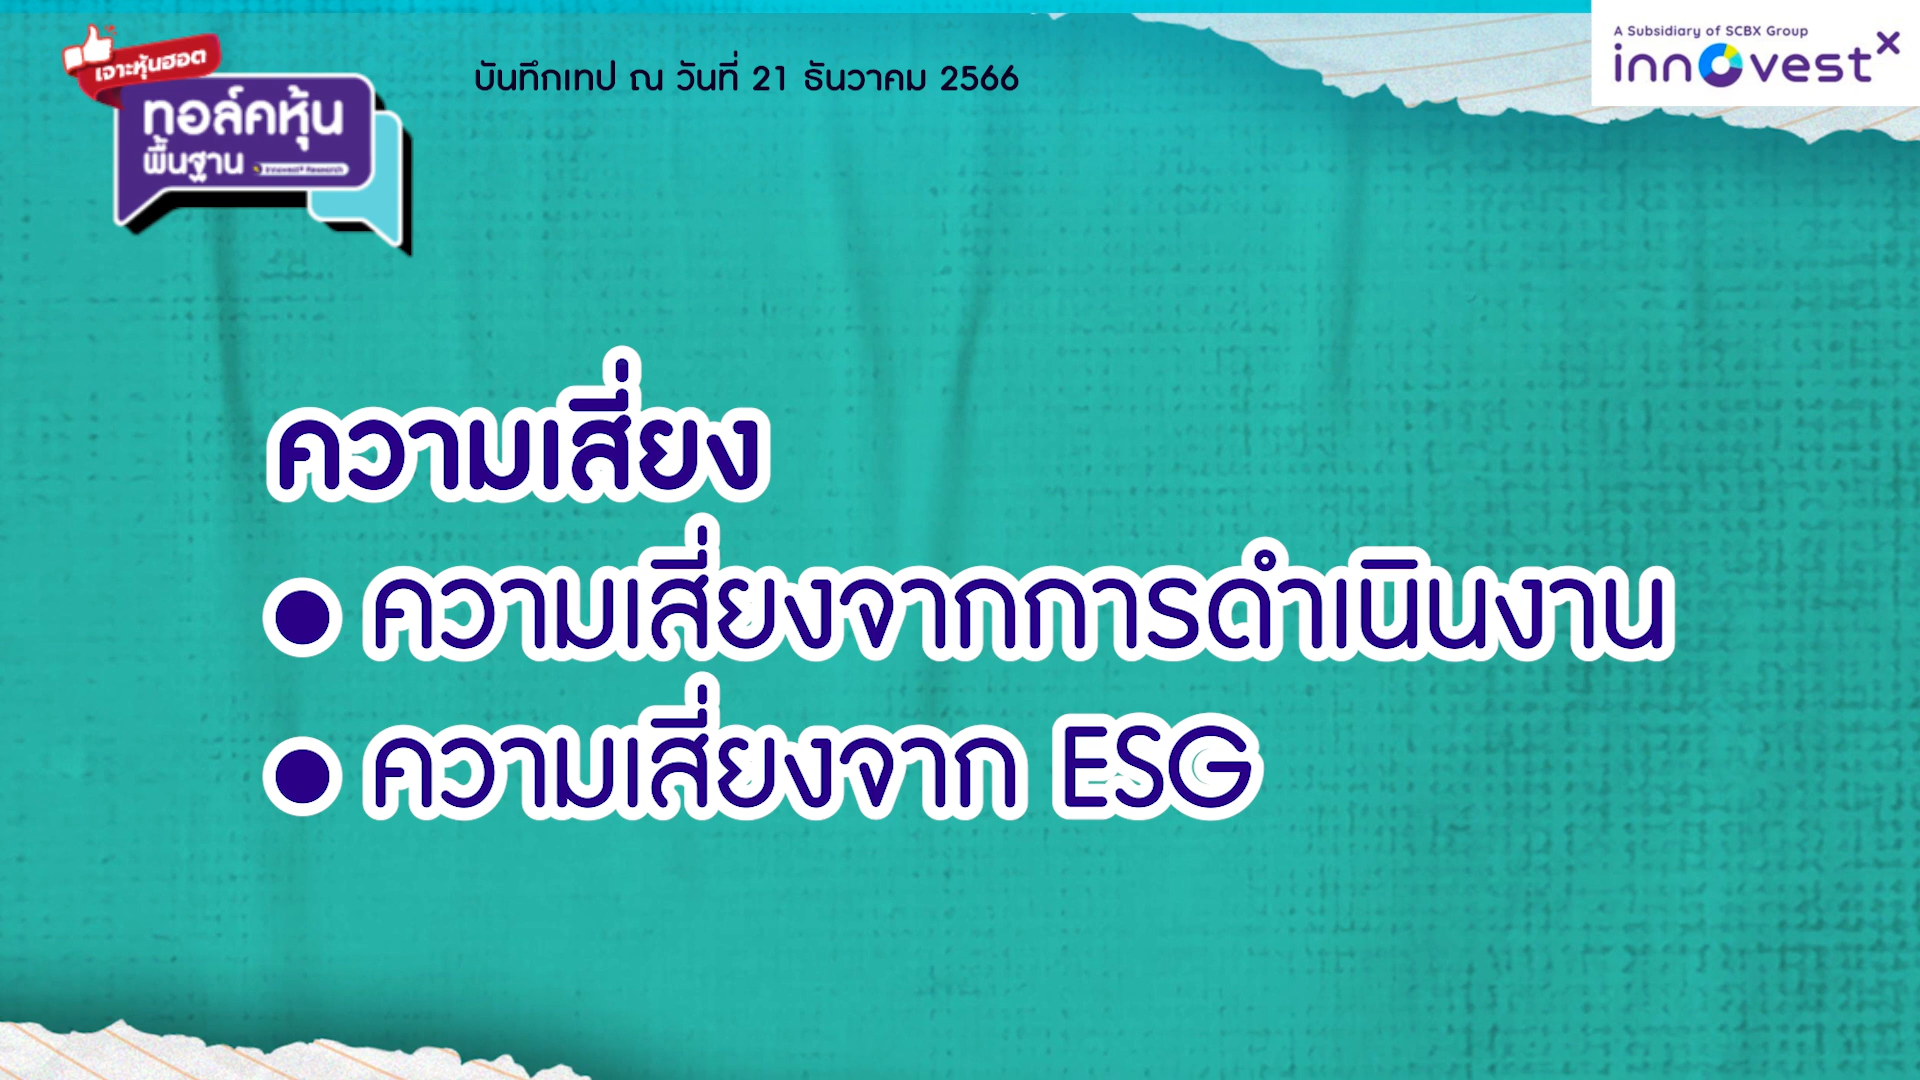 เจาะหุ้นฮอต
ทอล์คหุ้น
พื้นฐาน InnovestX Research
บันทึกเทป ณ วันที่ 21 ธันวาคม 2566
A Subsidiary of SCBX Group
innovestx
ความเสี่ยง
● ความเสี่ยงจากการดำเนินงาน
● ความเสี่ยงจาก ESG